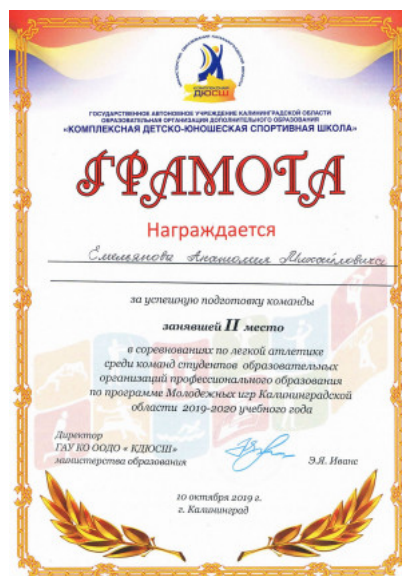 КОМПЛЕКСНАЯ
ДЮСШ
ГОСУДАРСТВЕННОЕ АВТОНОМНОЕ УЧРЕЖДЕНИЕ КАЛИНИНГРАДСКОЙ ОБЛАСТИ
ОБРАЗОВАТЕЛЬНАЯ ОРГАНИЗАЦИЯ ДОПОЛНИТЕЛЬНОГО ОБРАЗОВАНИЯ
«КОМПЛЕКСНАЯ ДЕТСКО-ЮНОШЕСКАЯ СПОРТИВНАЯ ШКОЛА»
ГРАМОТА
Награждается
Емельянова Анатолия Михайловича
за успешную подготовку команды
занявшей II место
в соревнованиях по легкой атлетике
среди команд студентов образовательных
организаций профессионального образования
по программе Молодежных игр Калининградской
области 2019-2020 учебного года
Директор
ГАУ КО ООДО « КДЮСШ»
министерства образования
Э.Я. Иванс
10 октября 2019 г.
г. Калининград